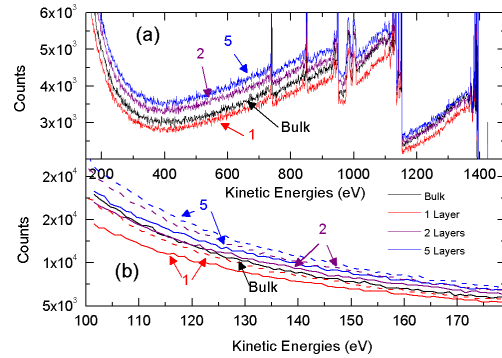 6x10³
(a)
5
2
5x10³
Counts
4x10³
Bulk
1
3x10³
200 400 600 800 1000 1200 1400
Kinetic Energies (eV)
2x10⁴
5
Bulk
1 Layer
2 Layers
5 Layers
2x10⁴
2
Counts
1x10⁴
(b)
1
Bulk
5x10³
100 110 120 130 140 150 160 170
Kinetic Energies (eV)